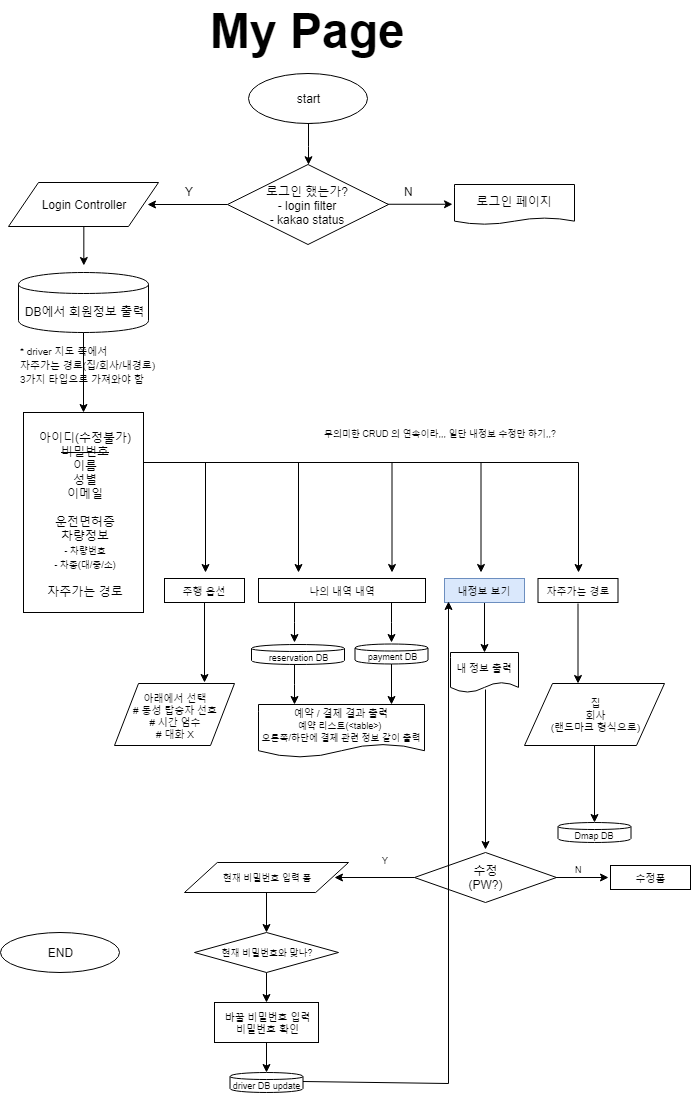 My Page
start
로그인 했는가?
- login filter
- kakao status
Y
N
Login Controller
로그인 페이지
DB에서 회원정보 출력
* driver 지도 쪽에서
자주가는 경로(집/회사/내경로)
3가지 타입으로 가져와야 함
아이디(수정불가)
비밀번호
이름
성별
이메일
운전면허증
차량정보
- 차량번호
- 차종(대/중/소)
자주가는 경로
무의미한 CRUD 의 연속이라,,, 일단 내정보 수정만 하기,,?
주행 옵션
나의 내역 내역
내정보 보기
자주가는 경로
reservation DB
payment DB
내 정보 출력
아래에서 선택
# 동성 탑승자 선호
# 시간 엄수
# 대화 X
예약 / 결제 결과 출력
예약 리스트(<table>)
오른쪽/하단에 결제 관련 정보 같이 출력
집
회사
(랜드마크 형식으로)
Dmap DB
수정
(PW?)
Y
N
현재 비밀번호 입력 폼
수정폼
END
현재 비밀번호와 맞나?
바꿀 비밀번호 입력
비밀번호 확인
driver DB update